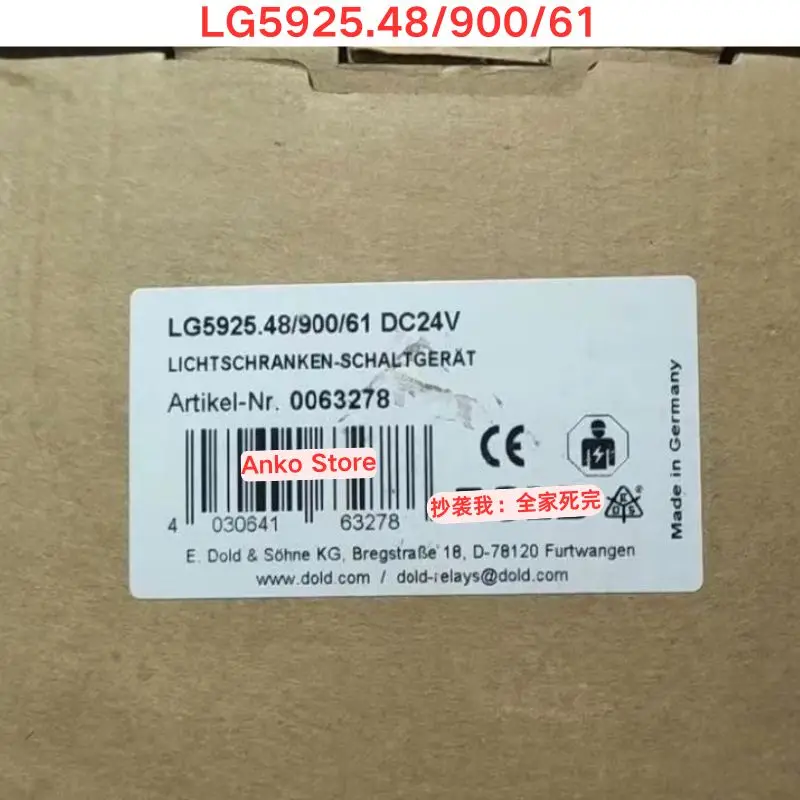 LG5925.48/900/61
LG5925.48/900/61 DC24V
LICHTSCHRANKEN-SCHALTGERÄT
Artikel-Nr. 0063278
Anko Store
抄袭我：全家死完
4 030641 63278
Made in Germany
E. Dold & Söhne KG, Bregstraße 18, D-78120 Furtwangen
www.dold.com / dold-relays@dold.com